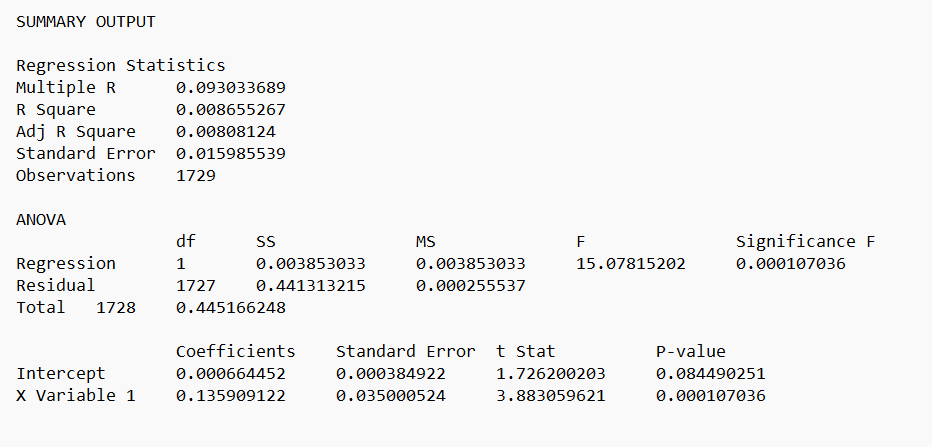 SUMMARY OUTPUT
Regression Statistics
Multiple R 0.093033689
R Square 0.008655267
Adj R Square 0.00808124
Standard Error 0.015985539
Observations 1729
ANOVA
df SS MS F Significance F
Regression 1 0.003853033 0.003853033 15.07815202 0.000107036
Residual 1727 0.441313215 0.000255537
Total 1728 0.445166248
Coefficients Standard Error t Stat P-value
Intercept 0.000664452 0.000384922 1.726200203 0.084490251
X Variable 1 0.135909122 0.035000524 3.883059621 0.000107036